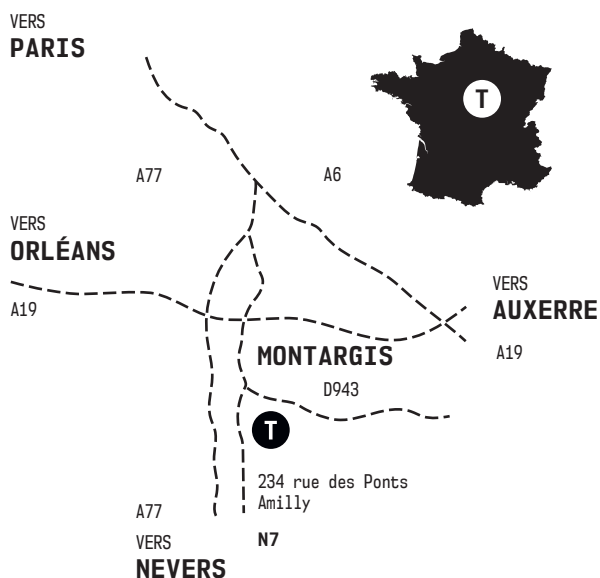 VERS
PARIS
T
A77
A6
VERS
ORLÉANS
A19
VERS
AUXERRE
A19
MONTARGIS
D943
T
234 rue des Ponts
Amilly
A77
N7
VERS
NEVERS